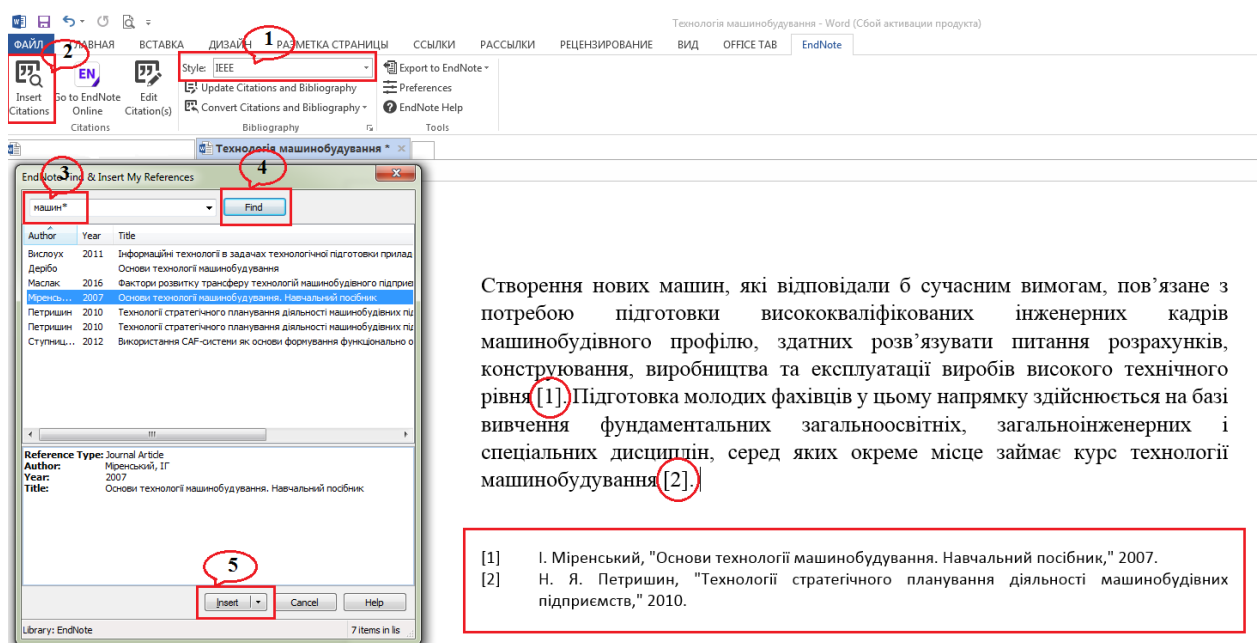 Технологія машинобудування - Word (Сбой активации продукта)
ФАЙЛ ГЛАВНАЯ ВСТАВКА ДИЗАЙН РАЗМЕТКА СТРАНИЦЫ ССЫЛКИ РАССЫЛКИ РЕЦЕНЗИРОВАНИЕ ВИД OFFICE TAB EndNote
2
1
Insert Citations
Go to EndNote Online
Edit Citation(s)
Citations
Style: IEEE
Update Citations and Bibliography
Convert Citations and Bibliography
Bibliography
Export to EndNote
Preferences
EndNote Help
Tools
Технологія машинобудування *
EndNote Find & Insert My References
3
4
машин*
Find
Author Year Title
Вислоух 2011 Інформаційні технології в задачах технологічної підготовки прилад
Дерібо Основи технології машинобудування
Маслак 2016 Фактори розвитку трансферу технологій машинобудівного підприє
Міренсь... 2007 Основи технології машинобудування. Навчальний посібник
Петришин 2010 Технології стратегічного планування діяльності машинобудівних під
Петришин 2010 Технології стратегічного планування діяльності машинобудівних під
Ступниц... 2012 Використання CAF-системи як основи формування функціонально о
Reference Type: Journal Article
Author: Міренський, ІГ
Year: 2007
Title: Основи технології машинобудування. Навчальний посібник
5
Insert Cancel Help
Library: EndNote 7 items in lis
Створення нових машин, які відповідали б сучасним вимогам, пов’язане з
потребою підготовки висококваліфікованих інженерних кадрів
машинобудівного профілю, здатних розв’язувати питання розрахунків,
конструювання, виробництва та експлуатації виробів високого технічного
рівня [1]. Підготовка молодих фахівців у цьому напрямку здійснюється на базі
вивчення фундаментальних загальноосвітніх, загальноінженерних і
спеціальних дисциплін, серед яких окреме місце займає курс технології
машинобудування [2].
[1] І. Міренський, "Основи технології машинобудування. Навчальний посібник," 2007.
[2] Н. Я. Петришин, "Технології стратегічного планування діяльності машинобудівних
підприємств," 2010.